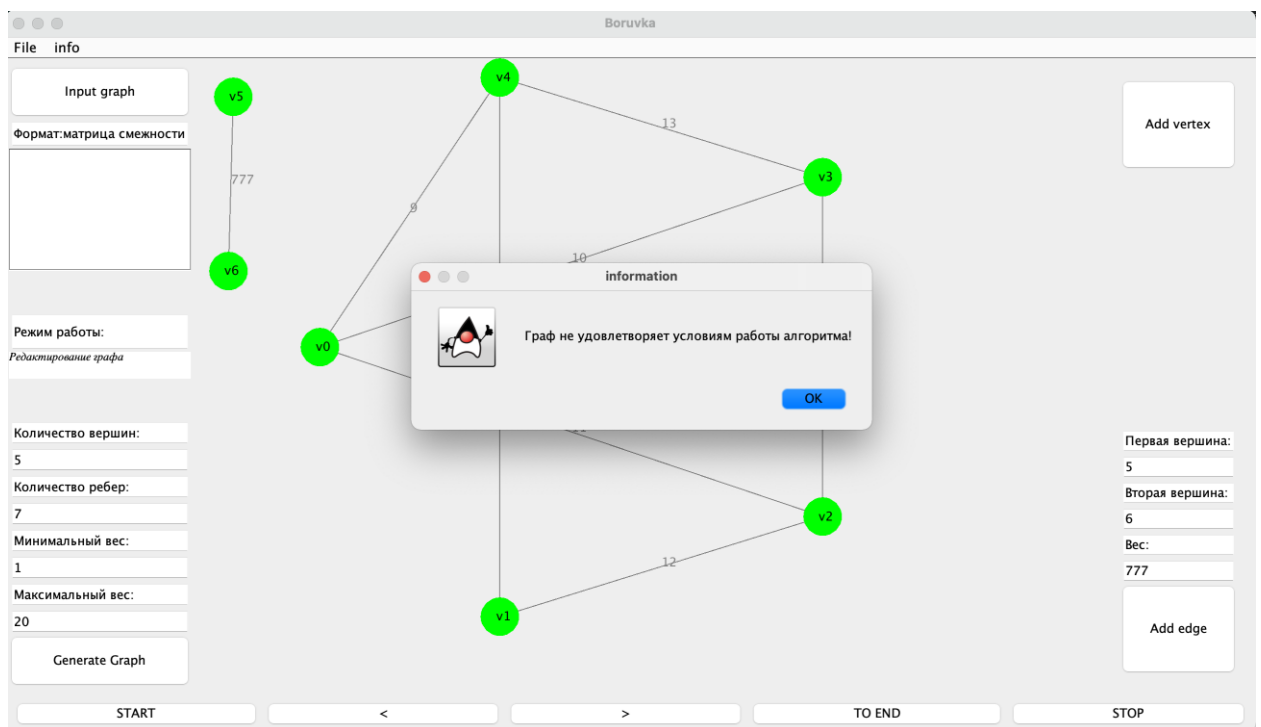 Boruvka
File info
Input graph
Формат:матрица смежности
Режим работы:
Редактирование графа
Количество вершин:
5
Количество ребер:
7
Минимальный вес:
1
Максимальный вес:
20
Generate Graph
v5
777
v6
v4
13
v3
9
10
v0
information
Граф не удовлетворяет условиям работы алгоритма!
OK
v2
12
v1
Add vertex
Первая вершина:
5
Вторая вершина:
6
Вес:
777
Add edge
START
<
>
TO END
STOP